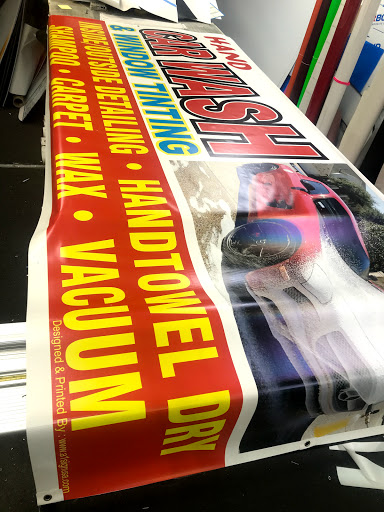 HAND
CAR WASH
& WINDOW TINTING
INSIDE/OUTSIDE DETAILING • HANDTOWEL DRY
SHAMPOO • CARPET • WAX • VACUUM
Designed & Printed By :